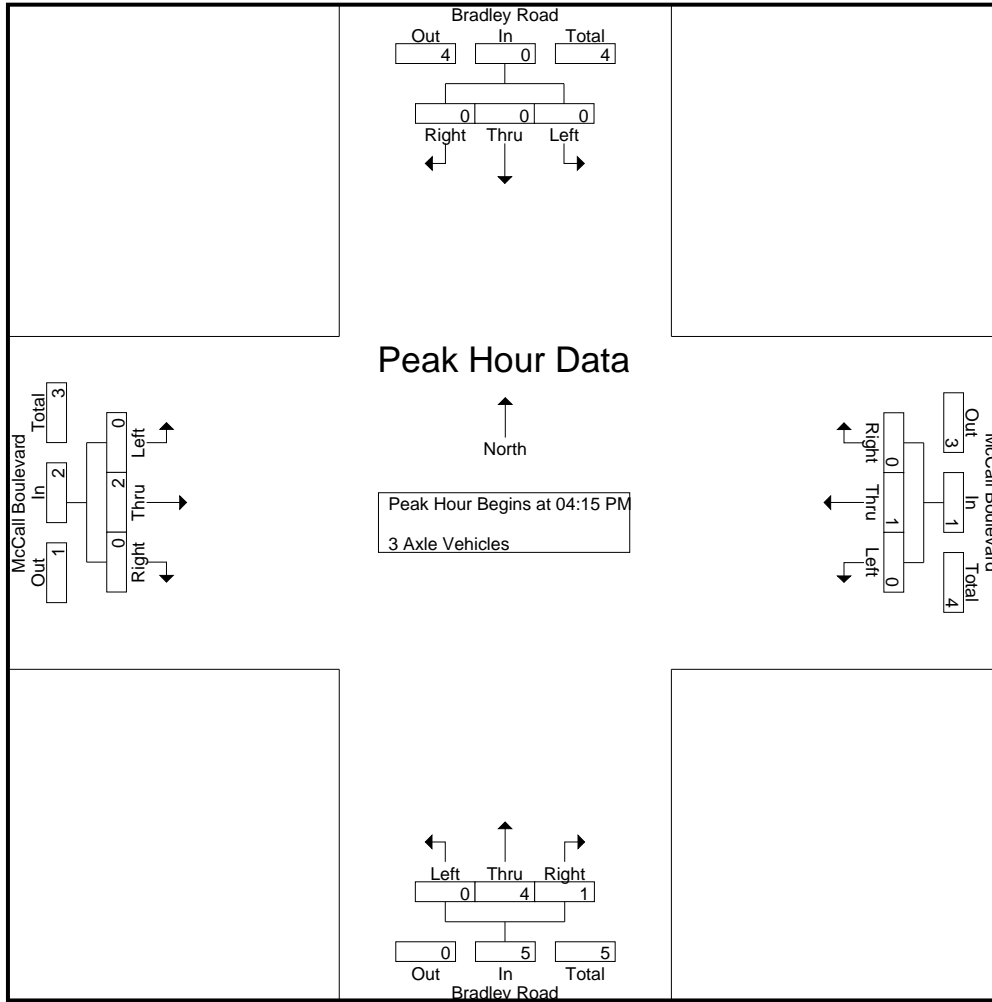 Bradley Road
Out In Total
4 0 4
0 0 0
Right Thru Left
Peak Hour Data
North
Peak Hour Begins at 04:15 PM
3 Axle Vehicles
McCall Boulevard
Out In Total
1 2 3
Right Thru Left
0 2 0
McCall Boulevard
Out In Total
3 1 4
Right Thru Left
0 1 0
Left Thru Right
0 4 1
0 5 5
Out In Total
Bradley Road